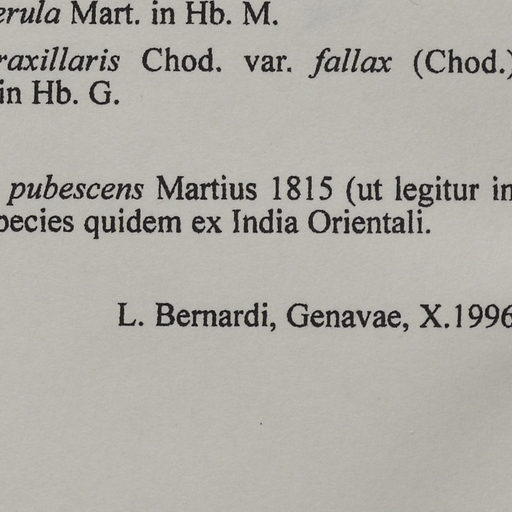 erula Mart. in Hb. M.
raxillaris Chod. var. fallax (Chod.)
in Hb. G.
pubescens Martius 1815 (ut legitur in
pecies quidem ex India Orientali.
L. Bernardi, Genavae, X.1996